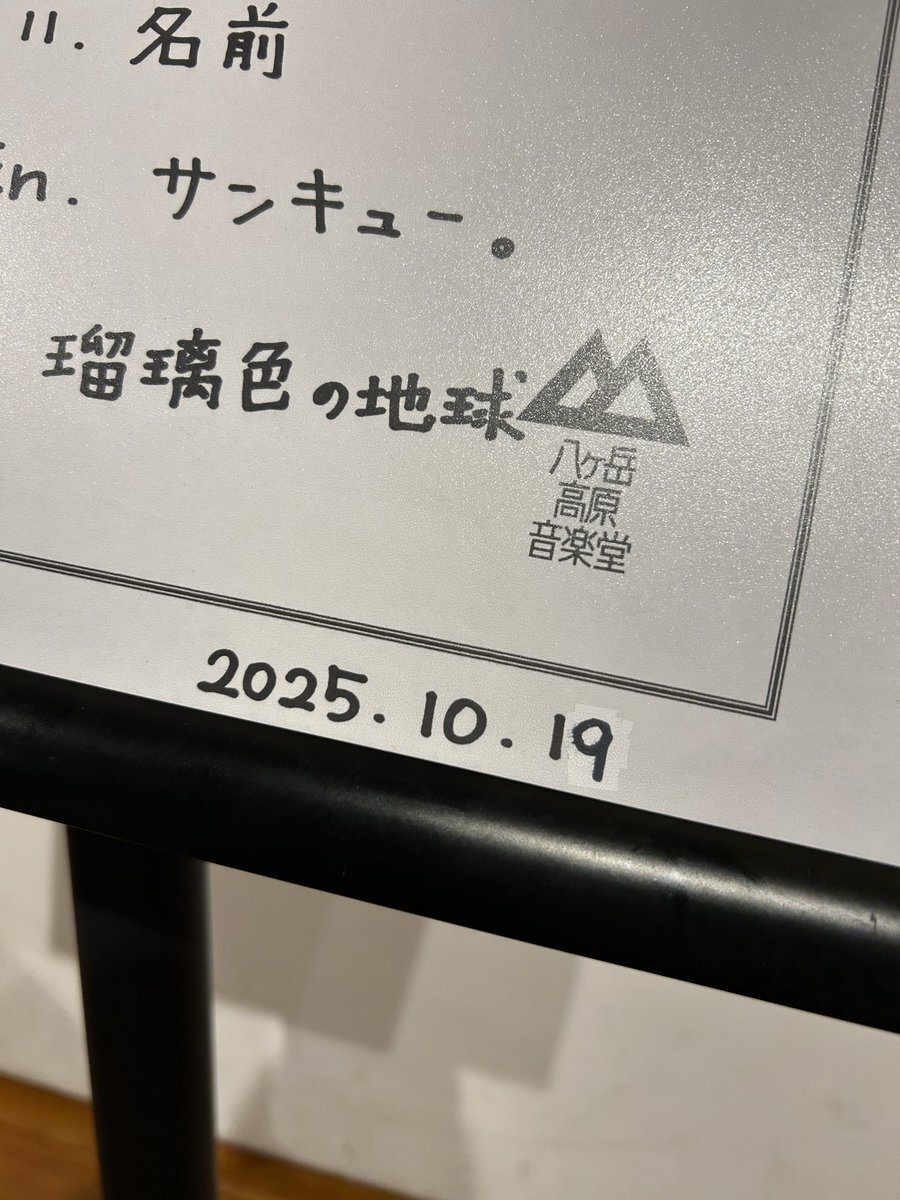 11. 名前
in. サンキュー。
瑠璃色の地球
八ヶ岳
高原
音楽堂
2025.10.19